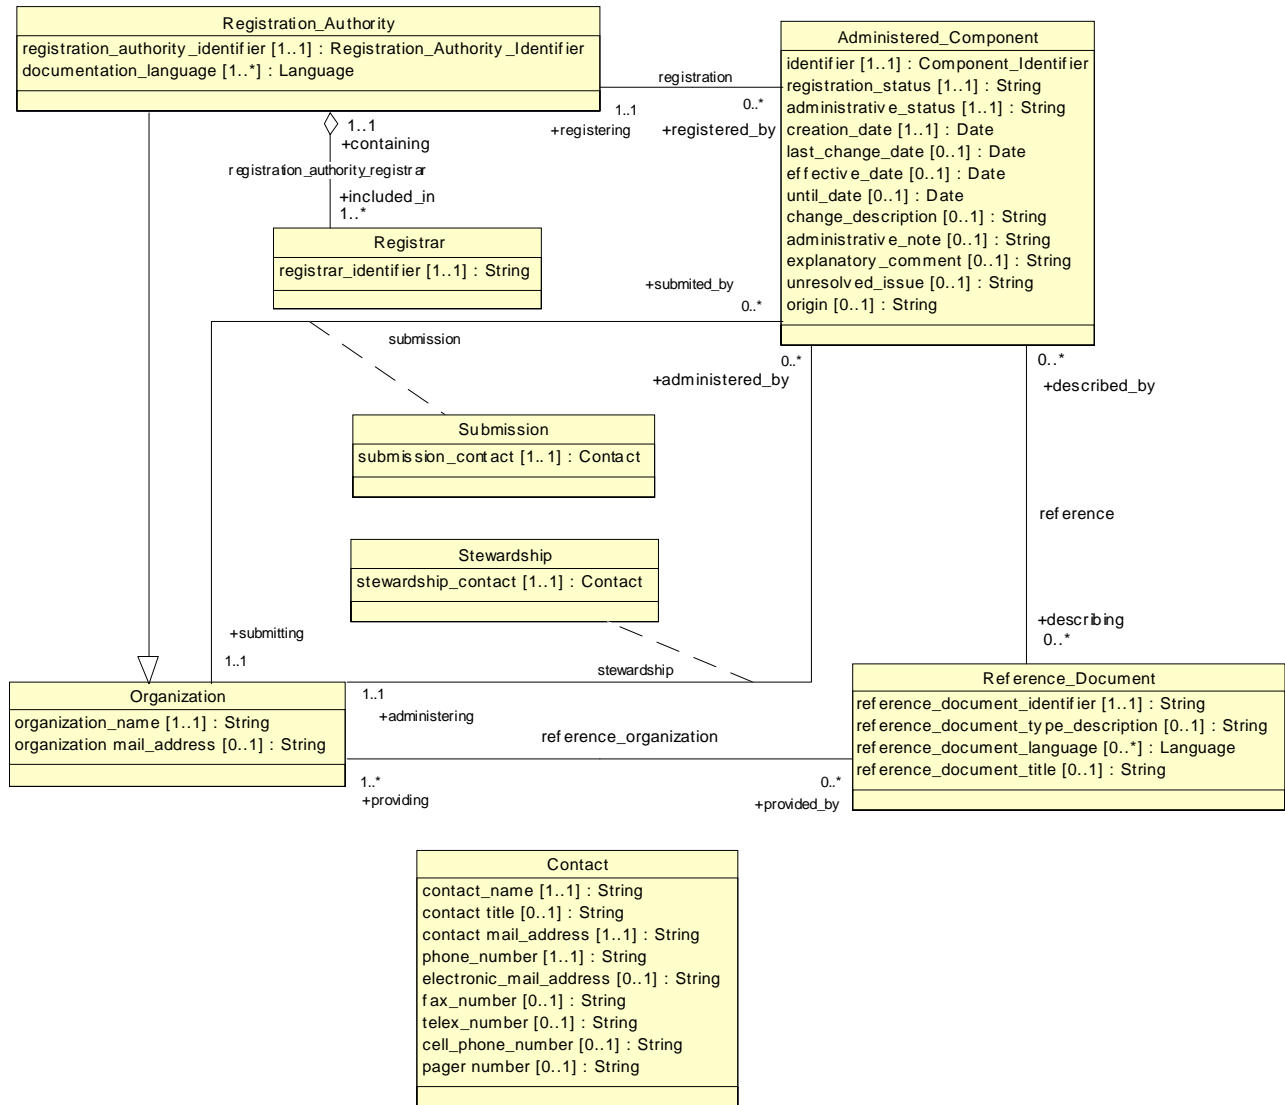 Registration_Authority
registration_authority_identifier [1..1] : Registration_Authority_Identifier
documentation_language [1..*] : Language
Administered_Component
identifier [1..1] : Component_Identifier
registration_status [1..1] : String
administrative_status [1..1] : String
creation_date [1..1] : Date
last_change_date [0..1] : Date
effective_date [0..1] : Date
until_date [0..1] : Date
change_description [0..1] : String
administrative_note [0..1] : String
explanatory_comment [0..1] : String
unresolved_issue [0..1] : String
origin [0..1] : String
registration
1..1
0..*
+registering
+registered_by
1..1
+containing
registration_authority_registrar
+included_in
1..*
Registrar
registrar_identifier [1..1] : String
+submited_by
0..*
submission
0..*
+administered_by
0..*
+described_by
Submission
submission_contact [1..1] : Contact
reference
Stewardship
stewardship_contact [1..1] : Contact
+submitting
1..1
+describing
0..*
stewardship
Organization
organization_name [1..1] : String
organization mail_address [0..1] : String
1..1
+administering
reference_organization
1..*
+providing
0..*
+provided_by
Reference_Document
reference_document_identifier [1..1] : String
reference_document_type_description [0..1] : String
reference_document_language [0..*] : Language
reference_document_title [0..1] : String
Contact
contact_name [1..1] : String
contact title [0..1] : String
contact mail_address [1..1] : String
phone_number [1..1] : String
electronic_mail_address [0..1] : String
fax_number [0..1] : String
telex_number [0..1] : String
cell_phone_number [0..1] : String
pager number [0..1] : String